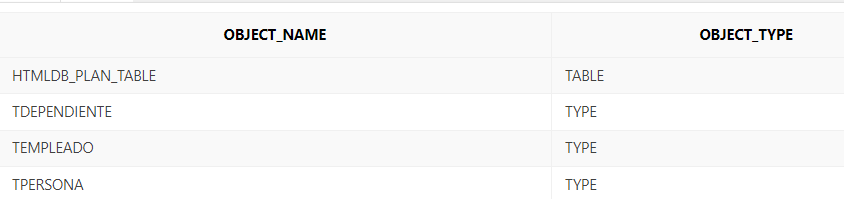 OBJECT_NAME OBJECT_TYPE
HTMLDB_PLAN_TABLE TABLE
TDEPENDIENTE TYPE
TEMPLEADO TYPE
TPERSONA TYPE